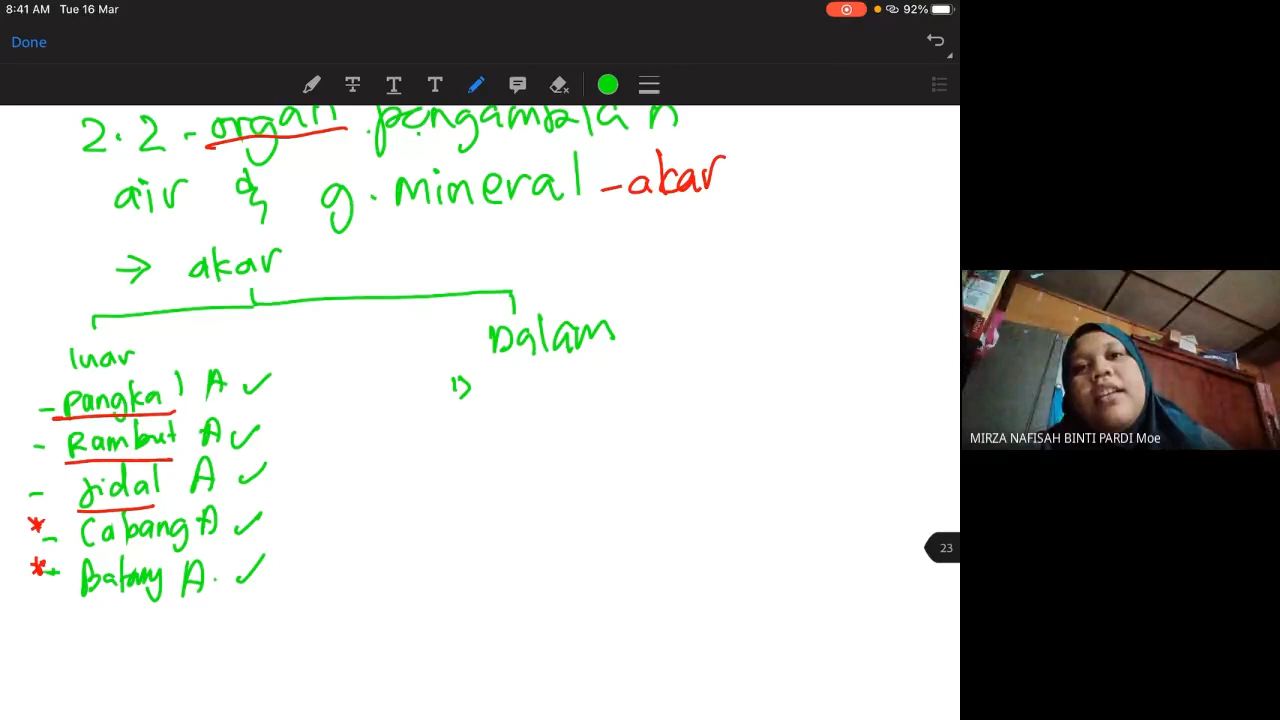 8:41 AM Tue 16 Mar
92%
Done
T T T
2.2 - organ pengambilan
air & g. mineral - akar
→ akar
luar
Dalam
- Pangkal A ✓
1)
- Rambut A ✓
- Jidal A ✓
* - Cabang A ✓
* - Batang A. ✓
MIRZA NAFISAH BINTI PARDI Moe
23